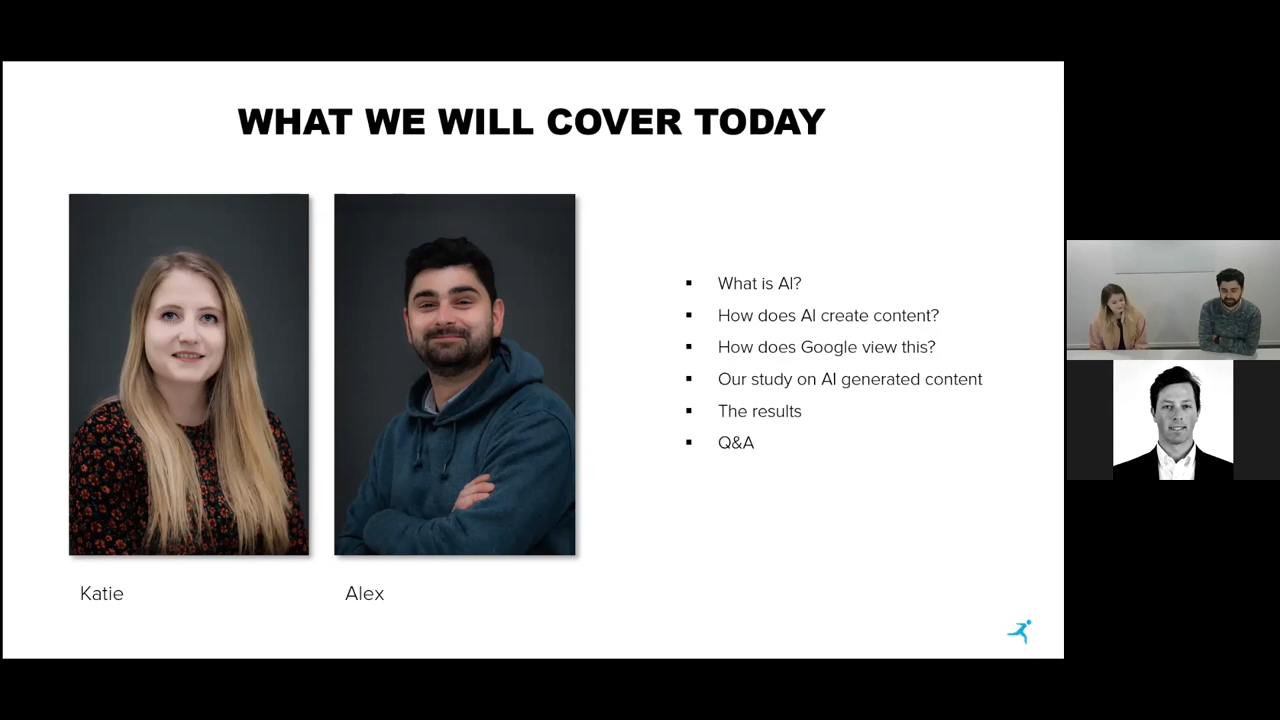 WHAT WE WILL COVER TODAY
▪ What is AI?
▪ How does AI create content?
▪ How does Google view this?
▪ Our study on AI generated content
▪ The results
▪ Q&A
Katie
Alex